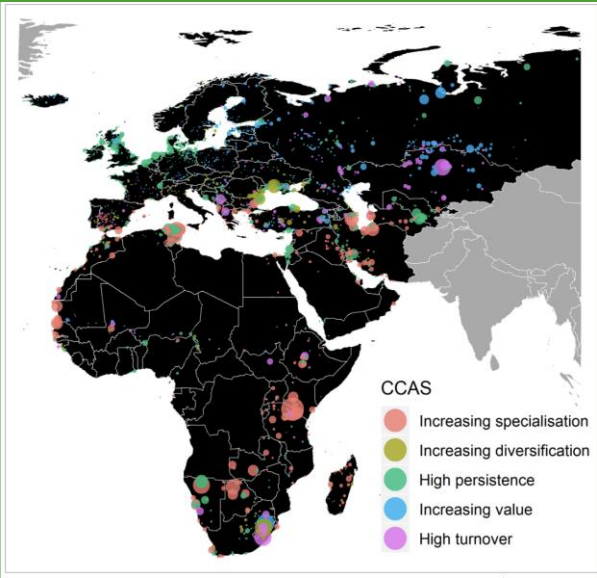 CCAS
Increasing specialisation
Increasing diversification
High persistence
Increasing value
High turnover